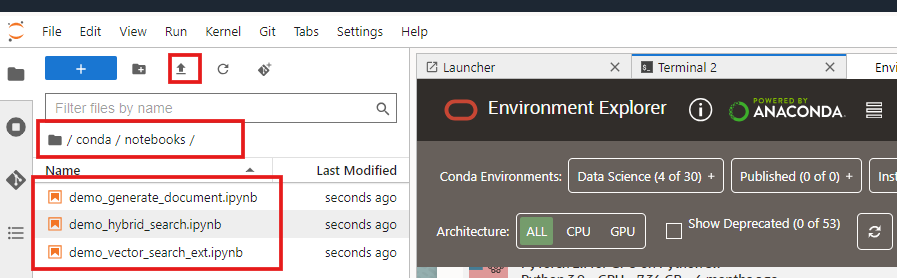 File Edit View Run Kernel Git Tabs Settings Help
Launcher
Terminal 2
Filter files by name
/ conda / notebooks /
Name Last Modified
demo_generate_document.ipynb seconds ago
demo_hybrid_search.ipynb seconds ago
demo_vector_search_ext.ipynb seconds ago
Environment Explorer
POWERED BY
ANACONDA.
Conda Environments: Data Science (4 of 30) + Published (0 of 0) +
Architecture: ALL CPU GPU Show Deprecated (0 of 53)